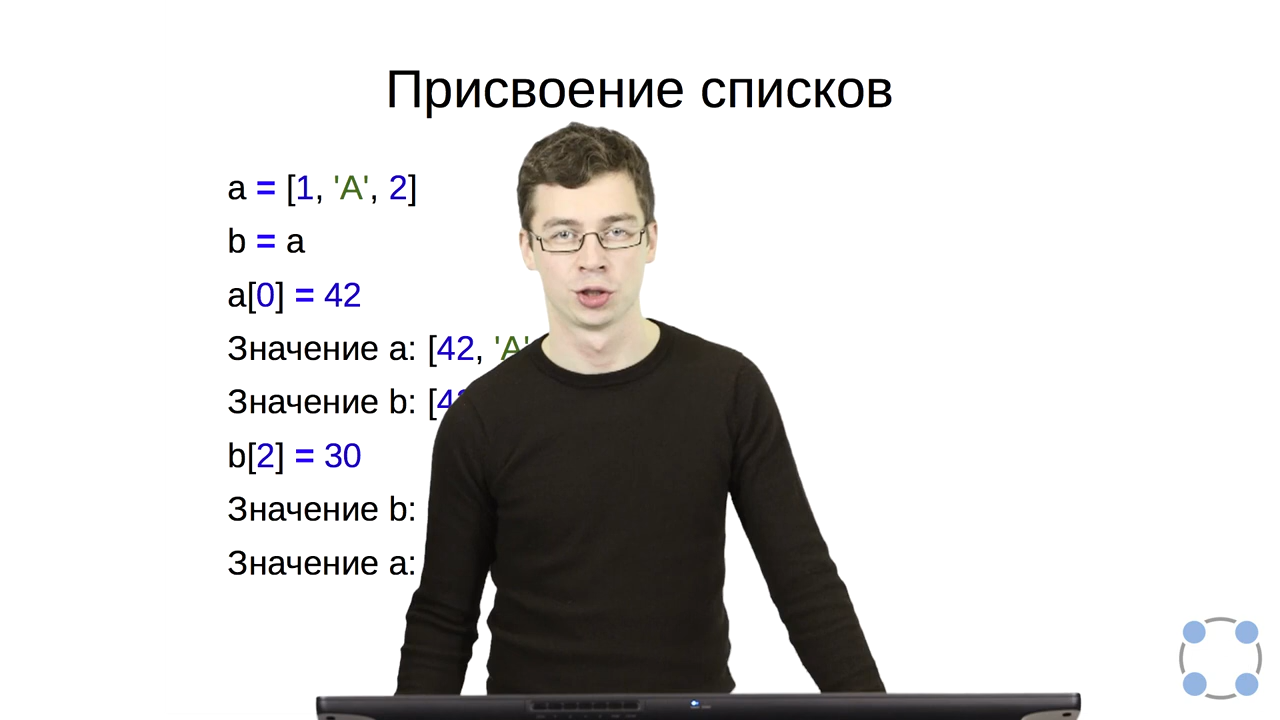 Присвоение списков
a = [1, 'A', 2]
b = a
a[0] = 42
Значение a: [42, 'A'
Значение b: [4
b[2] = 30
Значение b:
Значение a: